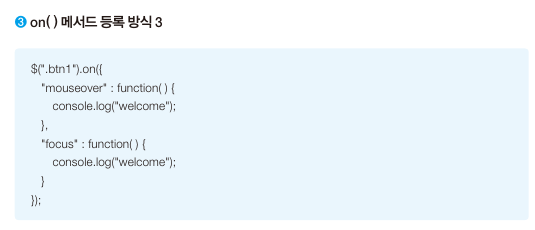 ❸ on( ) 메서드 등록 방식 3
$(".btn1").on({
"mouseover" : function( ) {
console.log("welcome");
},
"focus" : function( ) {
console.log("welcome");
}
});